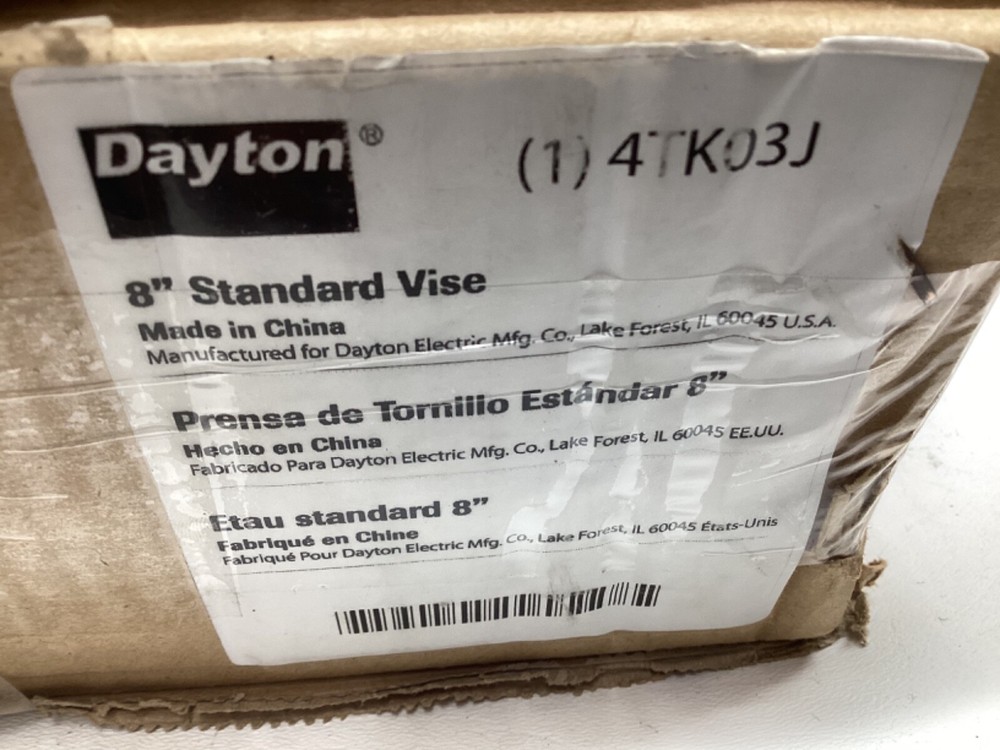 Dayton®
(1) 4TK03J
8” Standard Vise
Made in China
Manufactured for Dayton Electric Mfg. Co., Lake Forest, IL 60045 U.S.A.
Prensa de Tornillo Estándar 8”
Hecho en China
Fabricado Para Dayton Electric Mfg. Co., Lake Forest, IL 60045 EE.UU.
Etau standard 8”
Fabriqué en Chine
Fabriqué Pour Dayton Electric Mfg. Co., Lake Forest, IL 60045 États-Unis